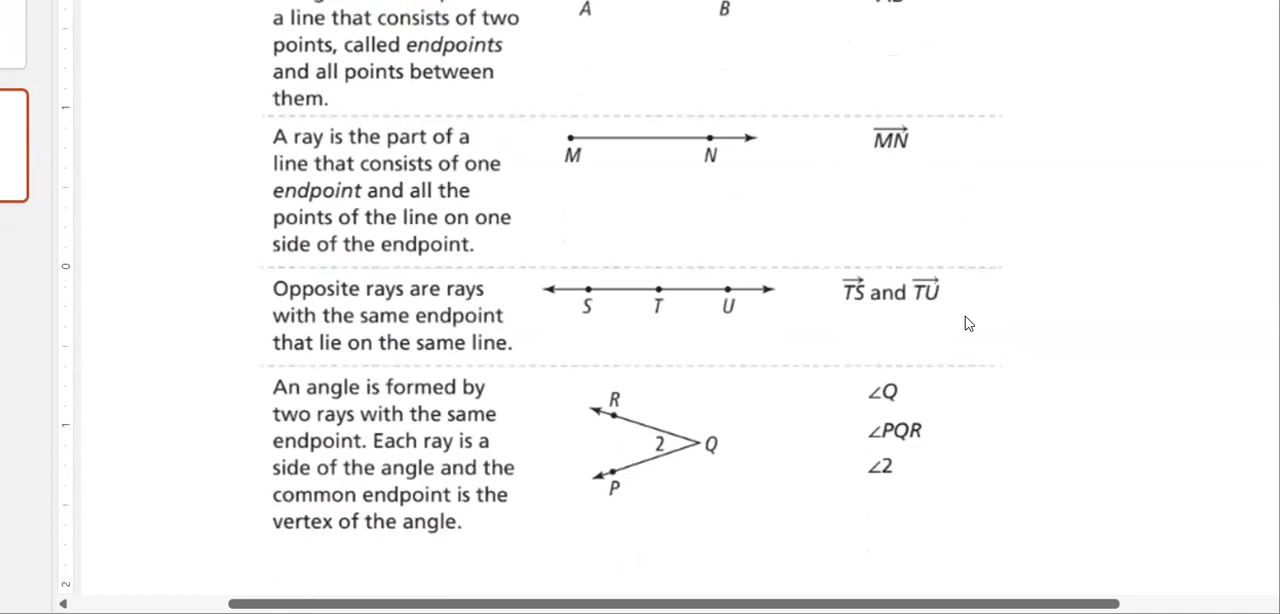 a line that consists of two
points, called endpoints
and all points between
them.
A B
A ray is the part of a
line that consists of one
endpoint and all the
points of the line on one
side of the endpoint.
M N
MN
Opposite rays are rays
with the same endpoint
that lie on the same line.
S T U
TS and TU
An angle is formed by
two rays with the same
endpoint. Each ray is a
side of the angle and the
common endpoint is the
vertex of the angle.
R
2 Q
P
∠Q
∠PQR
∠2
1
0
1
2